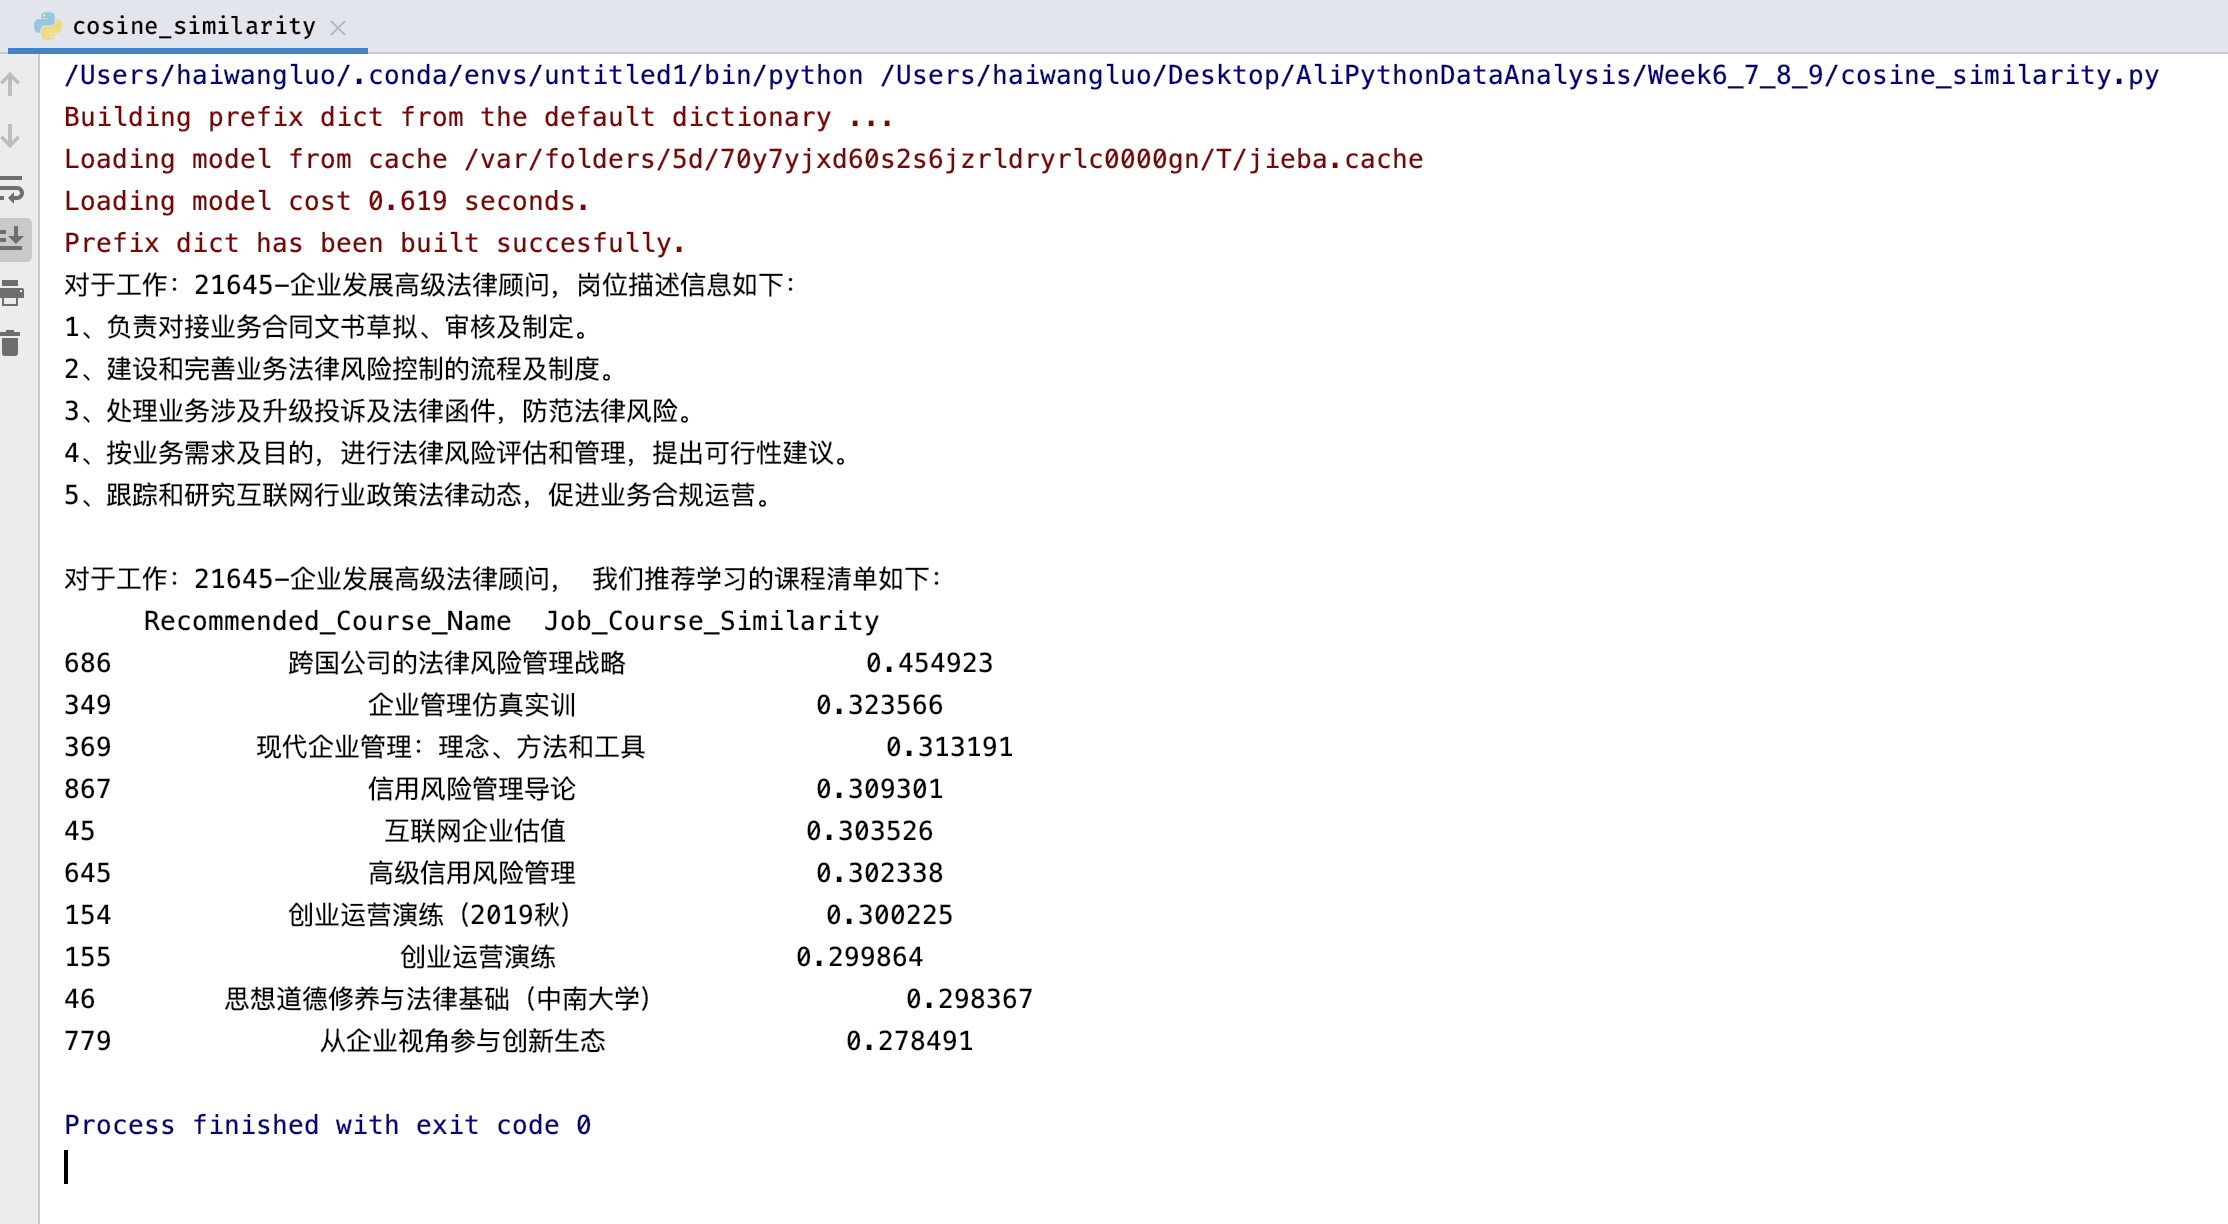 cosine_similarity
/Users/haiwangluo/.conda/envs/untitled1/bin/python /Users/haiwangluo/Desktop/AliPythonDataAnalysis/Week6_7_8_9/cosine_similarity.py
Building prefix dict from the default dictionary ...
Loading model from cache /var/folders/5d/70y7yjxd60s2s6jzrldryrlc0000gn/T/jieba.cache
Loading model cost 0.619 seconds.
Prefix dict has been built succesfully.
对于工作：21645-企业发展高级法律顾问，岗位描述信息如下：
1、负责对接业务合同文书草拟、审核及制定。
2、建设和完善业务法律风险控制的流程及制度。
3、处理业务涉及升级投诉及法律函件，防范法律风险。
4、按业务需求及目的，进行法律风险评估和管理，提出可行性建议。
5、跟踪和研究互联网行业政策法律动态，促进业务合规运营。
对于工作：21645-企业发展高级法律顾问， 我们推荐学习的课程清单如下：
Recommended_Course_Name Job_Course_Similarity
686 跨国公司的法律风险管理战略 0.454923
349 企业管理仿真实训 0.323566
369 现代企业管理：理念、方法和工具 0.313191
867 信用风险管理导论 0.309301
45 互联网企业估值 0.303526
645 高级信用风险管理 0.302338
154 创业运营演练（2019秋） 0.300225
155 创业运营演练 0.299864
46 思想道德修养与法律基础（中南大学） 0.298367
779 从企业视角参与创新生态 0.278491
Process finished with exit code 0